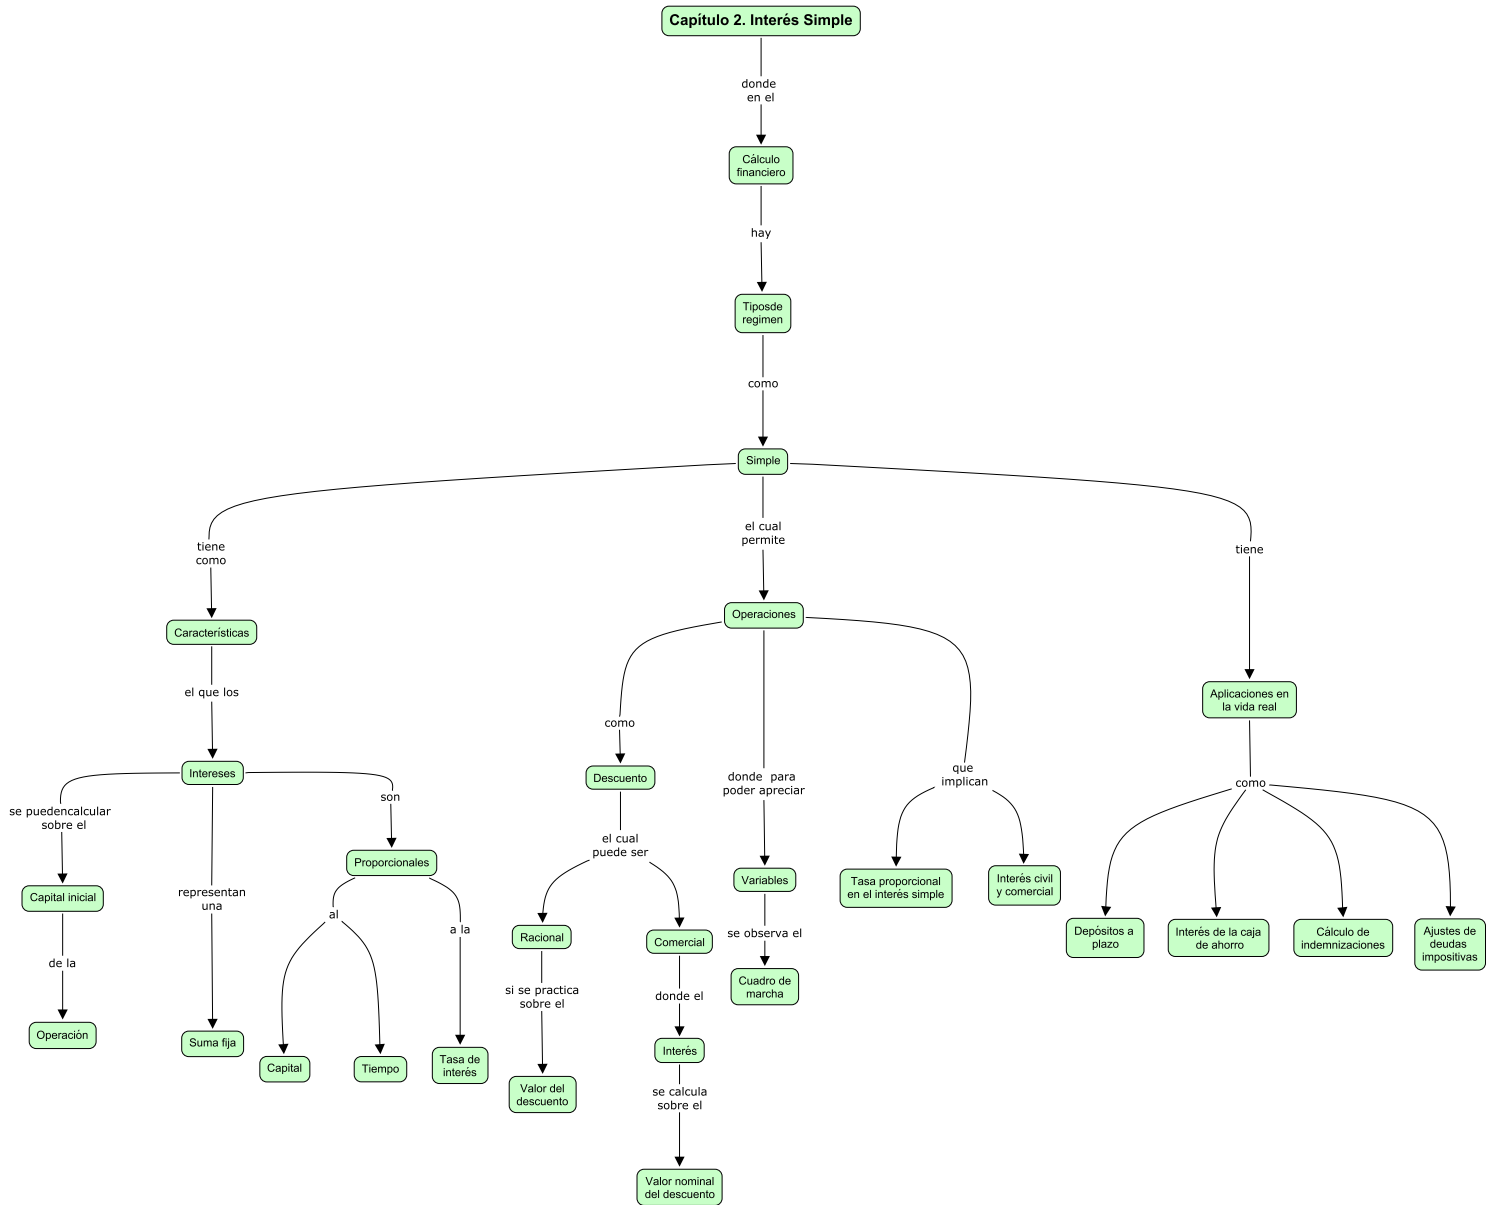 Capítulo 2. Interés Simple
donde
en el
Cálculo
financiero
hay
Tiposde
regimen
como
Simple
tiene
como
Características
el que los
Intereses
se puedencalcular
sobre el
Capital inicial
de la
Operación
representan
una
Suma fija
son
Proporcionales
al
Capital
Tiempo
a la
Tasa de
interés
el cual
permite
Operaciones
como
Descuento
el cual
puede ser
Racional
si se practica
sobre el
Valor del
descuento
Comercial
donde el
Interés
se calcula
sobre el
Valor nominal
del descuento
donde  para
poder apreciar
Variables
se observa el
Cuadro de
marcha
que
implican
Tasa proporcional
en el interés simple
Interés civil
y comercial
tiene
Aplicaciones en
la vida real
como
Depósitos a
plazo
Interés de la caja
de ahorro
Cálculo de
indemnizaciones
Ajustes de
deudas
impositivas